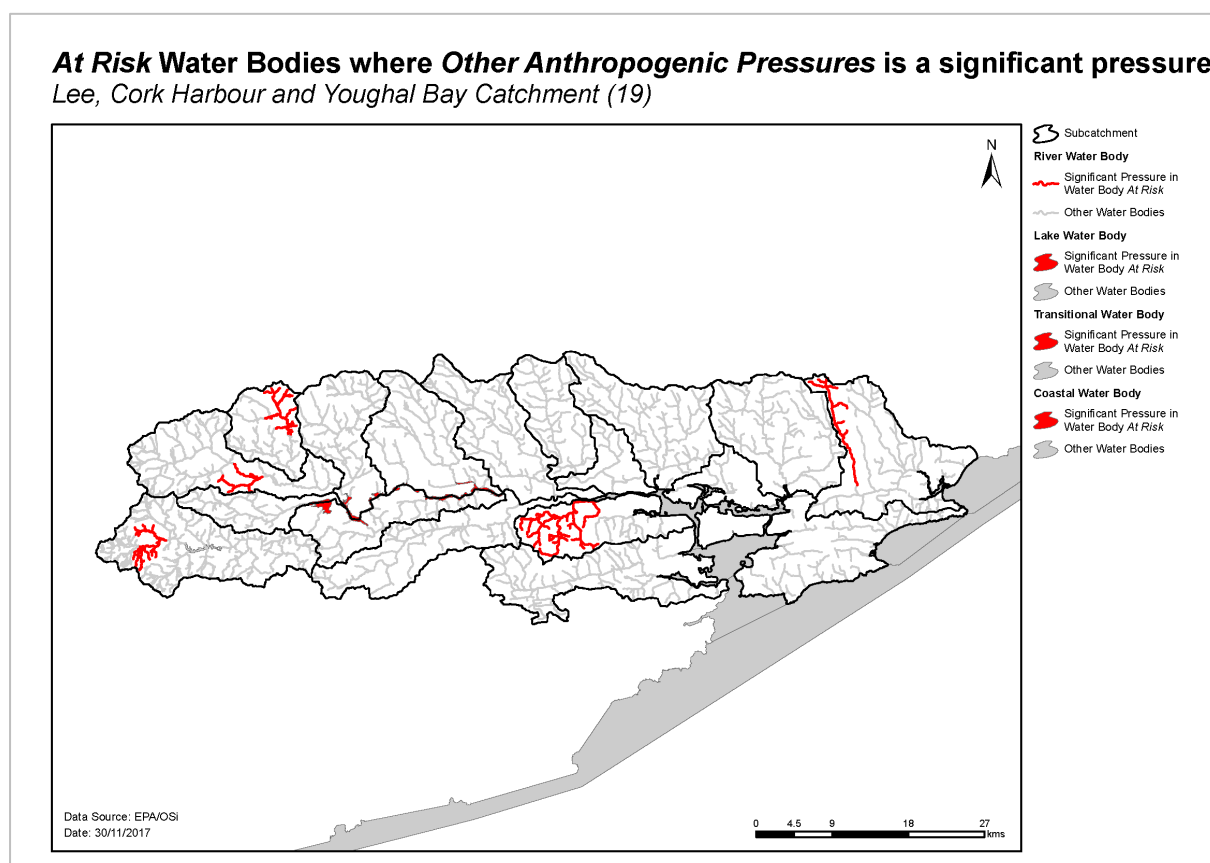 At Risk Water Bodies where Other Anthropogenic Pressures is a significant pressure
Lee, Cork Harbour and Youghal Bay Catchment (19)
N
Subcatchment
River Water Body
Significant Pressure in
Water Body At Risk
Other Water Bodies
Lake Water Body
Significant Pressure in
Water Body At Risk
Other Water Bodies
Transitional Water Body
Significant Pressure in
Water Body At Risk
Other Water Bodies
Coastal Water Body
Significant Pressure in
Water Body At Risk
Other Water Bodies
Data Source: EPA/OSi
Date: 30/11/2017
0 4.5 9 18 27
kms